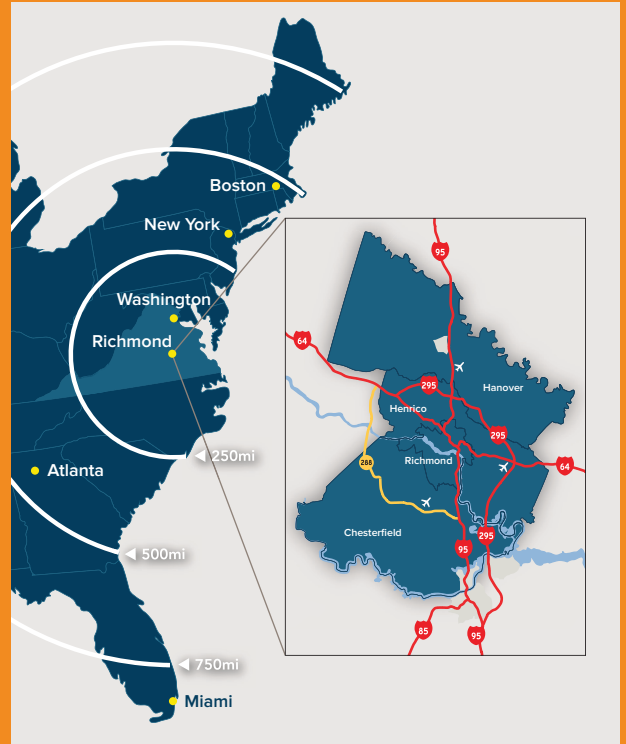 Boston
New York
Washington
Richmond
250mi
Atlanta
500mi
750mi
Miami
95
64
295
Hanover
Henrico
295
288
Richmond
64
Chesterfield
295
95
85
95